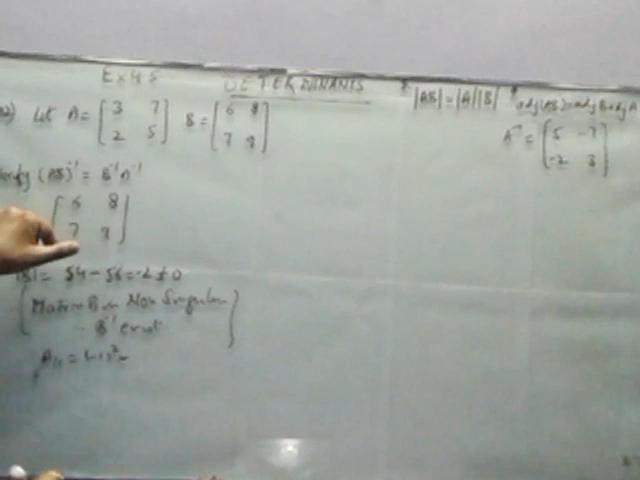 Ex 4.5 DETERMINANTS |AB| = |A||B| adj(AB) = adj B adj A
Let A = [3 7] B = [6 8]
[2 5] [7 9]
A⁻¹ = [5 -7]
[-2 3]
(AB)⁻¹ = B⁻¹A⁻¹
[6 8]
[7 9]
|B| = 54 - 56 = -2 ≠ 0
Matrix B is Non Singular
B⁻¹ exist